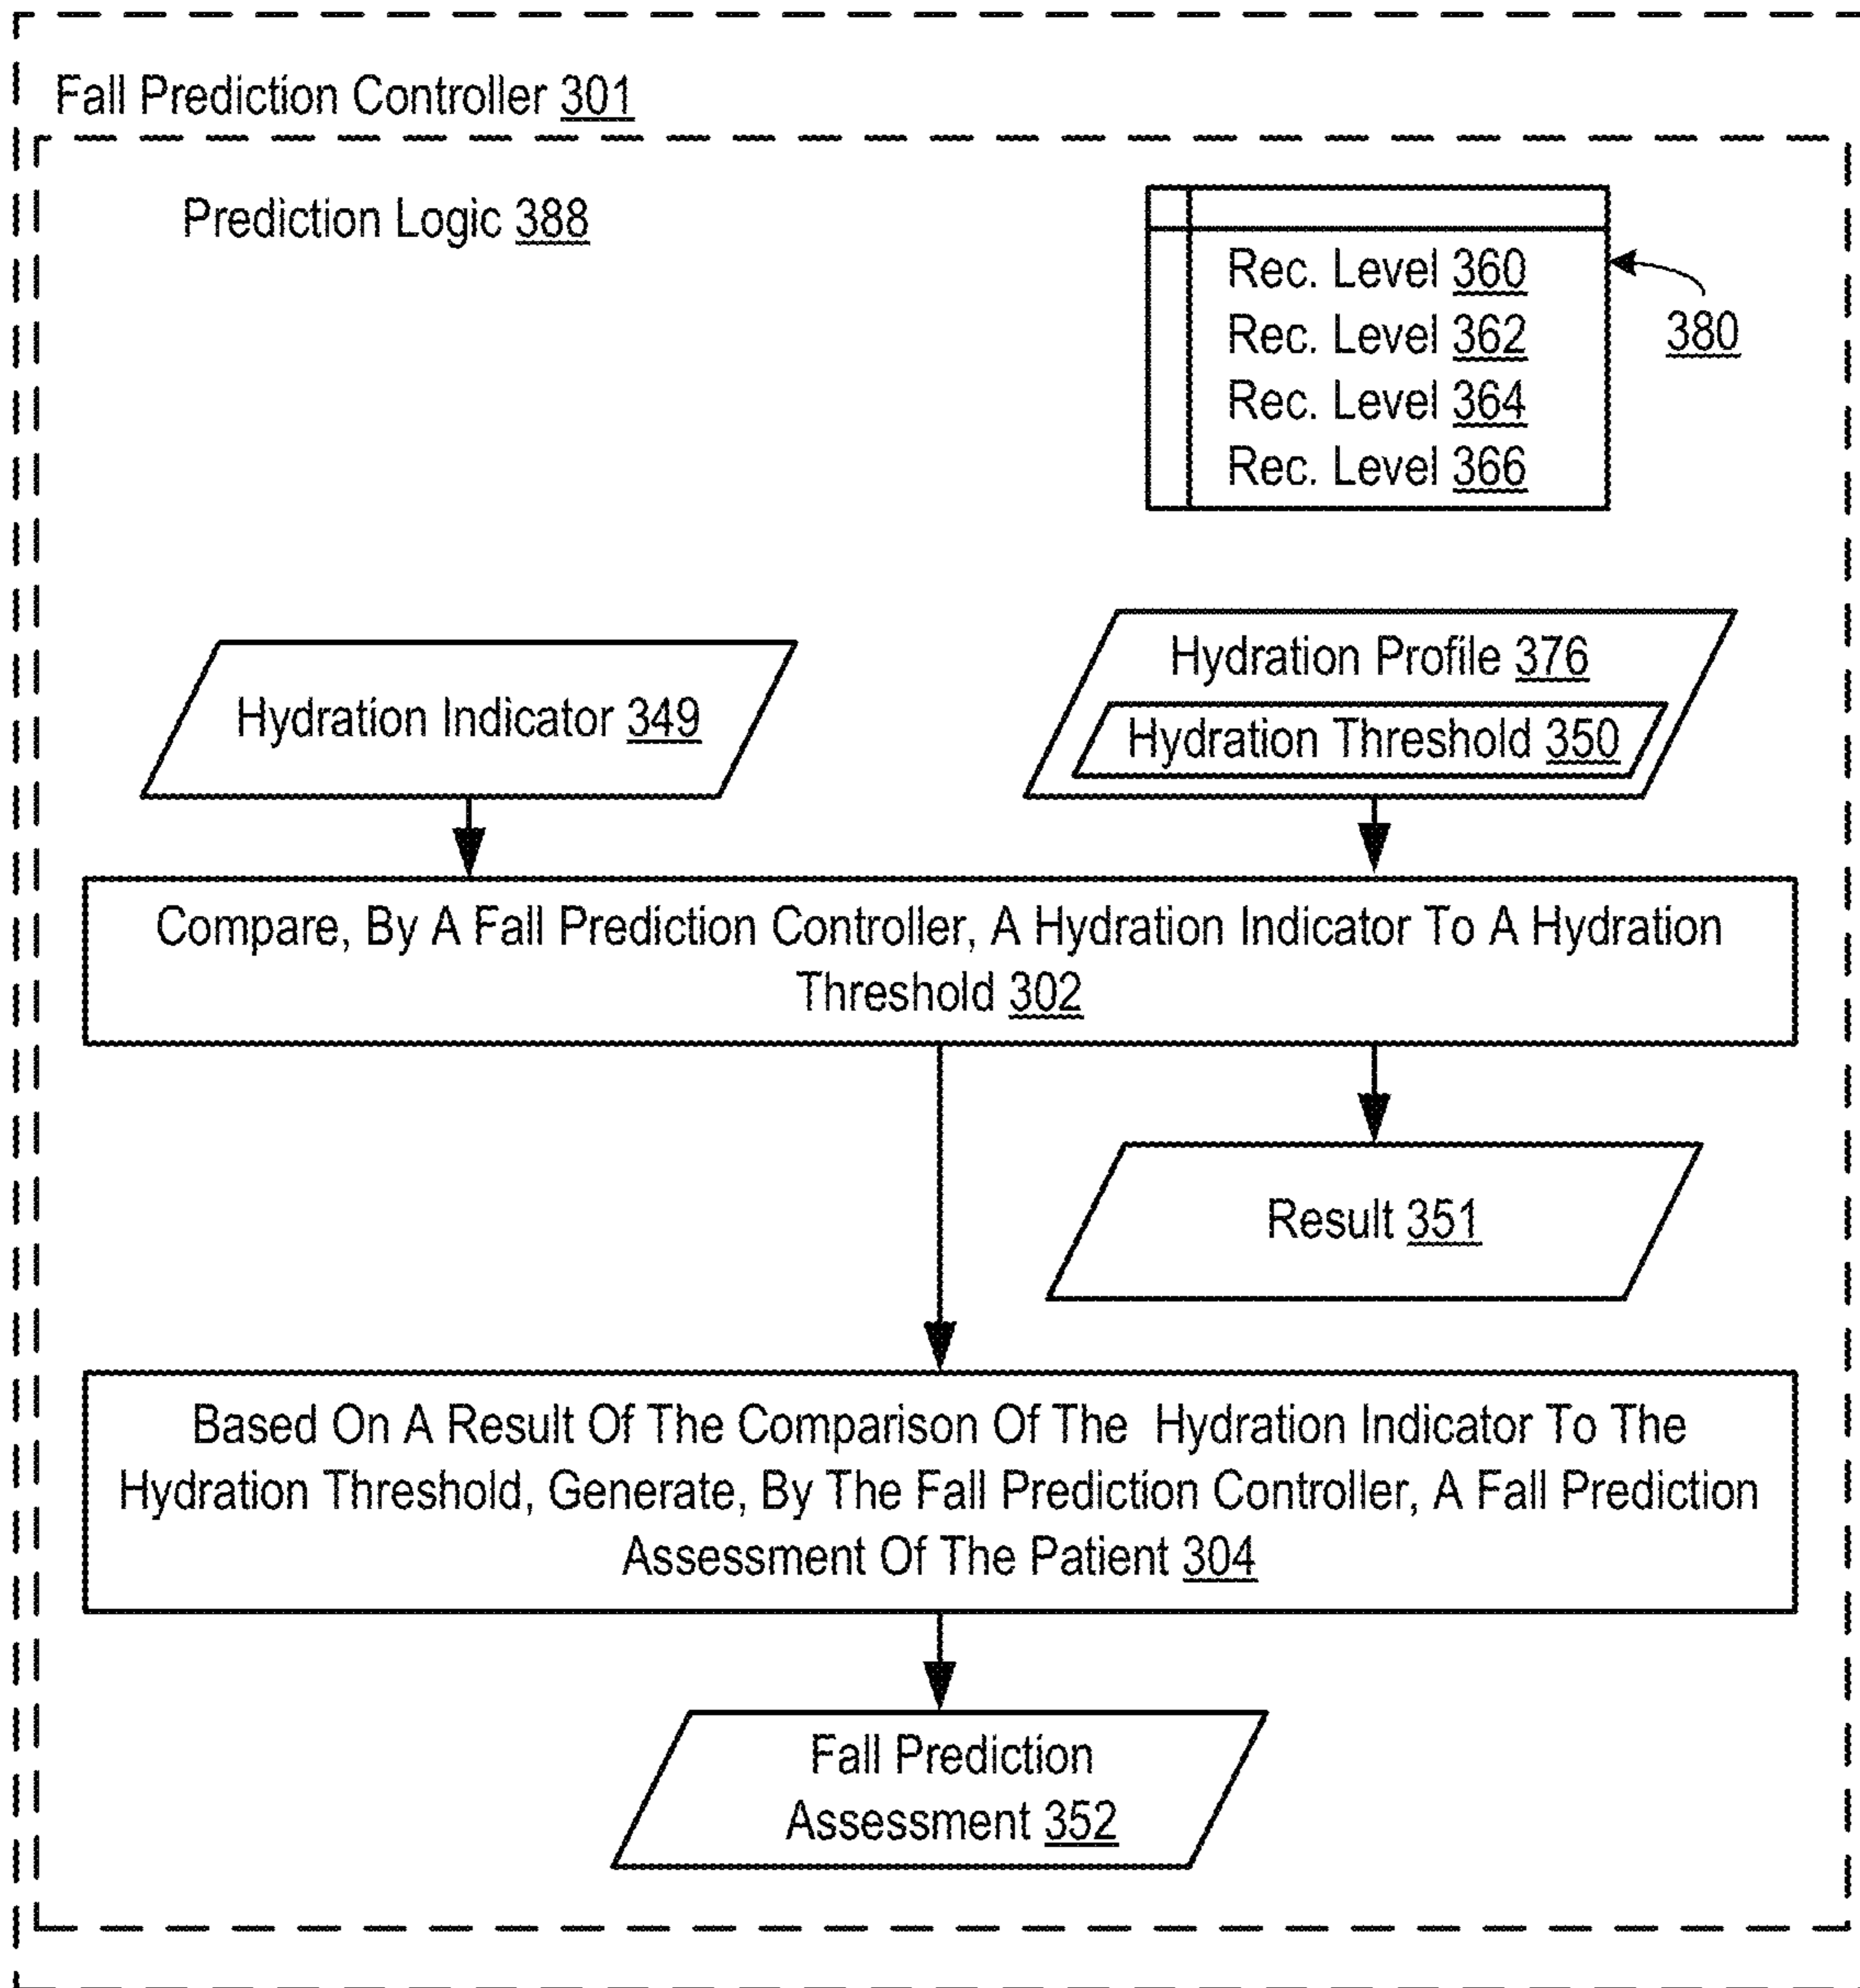 Fall Prediction Controller 301
Prediction Logic 388
Rec. Level 360
Rec. Level 362
Rec. Level 364
Rec. Level 366
380
Hydration Indicator 349
Hydration Profile 376
Hydration Threshold 350
Compare, By A Fall Prediction Controller, A Hydration Indicator To A Hydration
Threshold 302
Result 351
Based On A Result Of The Comparison Of The Hydration Indicator To The
Hydration Threshold, Generate, By The Fall Prediction Controller, A Fall Prediction
Assessment Of The Patient 304
Fall Prediction
Assessment 352